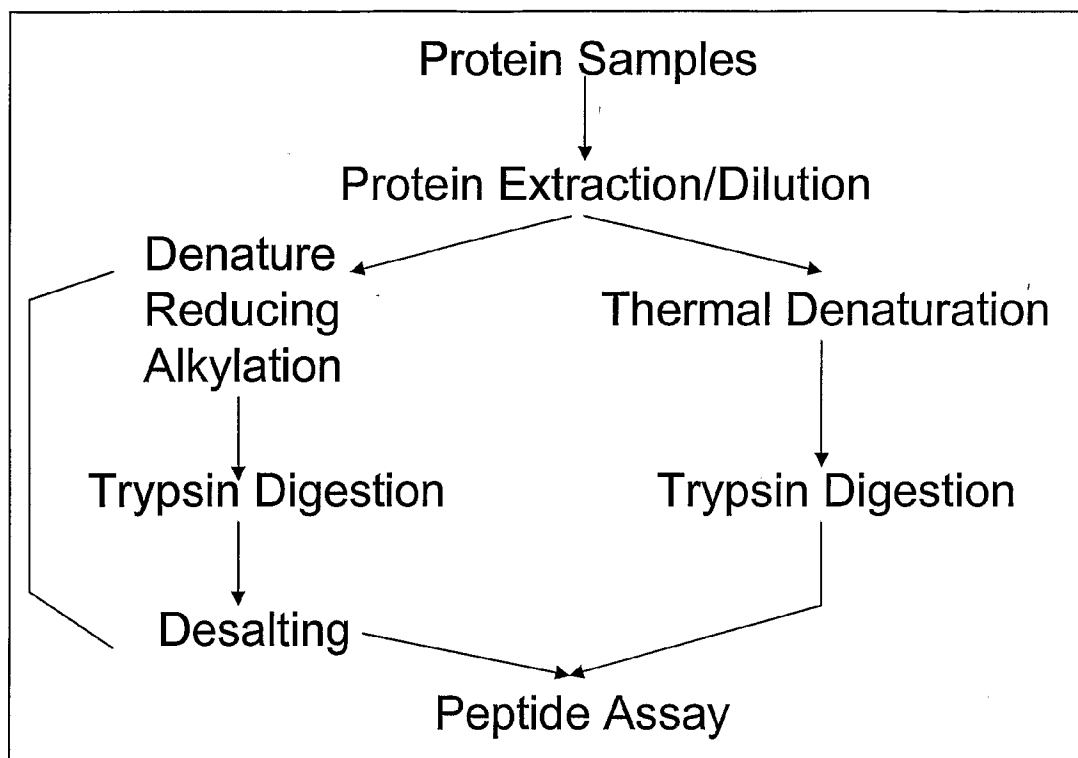 Protein Samples
Protein Extraction/Dilution
Denature
Reducing
Alkylation
Thermal Denaturation
Trypsin Digestion
Trypsin Digestion
Desalting
Peptide Assay